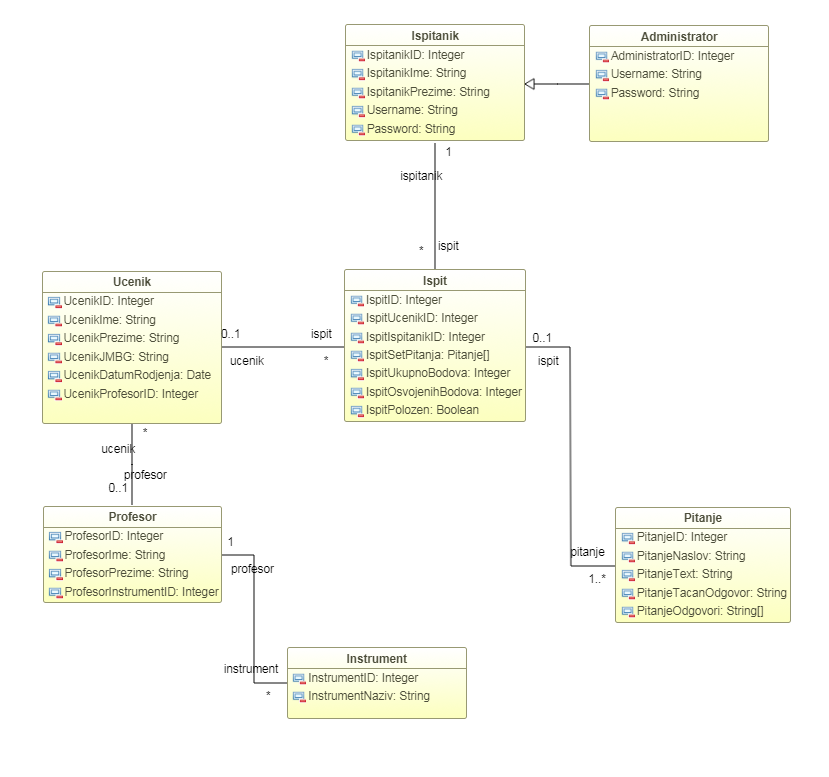 Ispitanik
IspitanikID: Integer
IspitanikIme: String
IspitanikPrezime: String
Username: String
Password: String
Administrator
AdministratorID: Integer
Username: String
Password: String
1
ispitanik
*
ispit
Ucenik
UcenikID: Integer
UcenikIme: String
UcenikPrezime: String
UcenikJMBG: String
UcenikDatumRodjenja: Date
UcenikProfesorID: Integer
0..1
ucenik
ispit
*
Ispit
IspitID: Integer
IspitUcenikID: Integer
IspitIspitanikID: Integer
IspitSetPitanja: Pitanje[]
IspitUkupnoBodova: Integer
IspitOsvojenihBodova: Integer
IspitPolozen: Boolean
0..1
ispit
*
ucenik
profesor
0..1
Profesor
ProfesorID: Integer
ProfesorIme: String
ProfesorPrezime: String
ProfesorInstrumentID: Integer
1
profesor
pitanje
1..*
Pitanje
PitanjeID: Integer
PitanjeNaslov: String
PitanjeText: String
PitanjeTacanOdgovor: String
PitanjeOdgovori: String[]
instrument
*
Instrument
InstrumentID: Integer
InstrumentNaziv: String